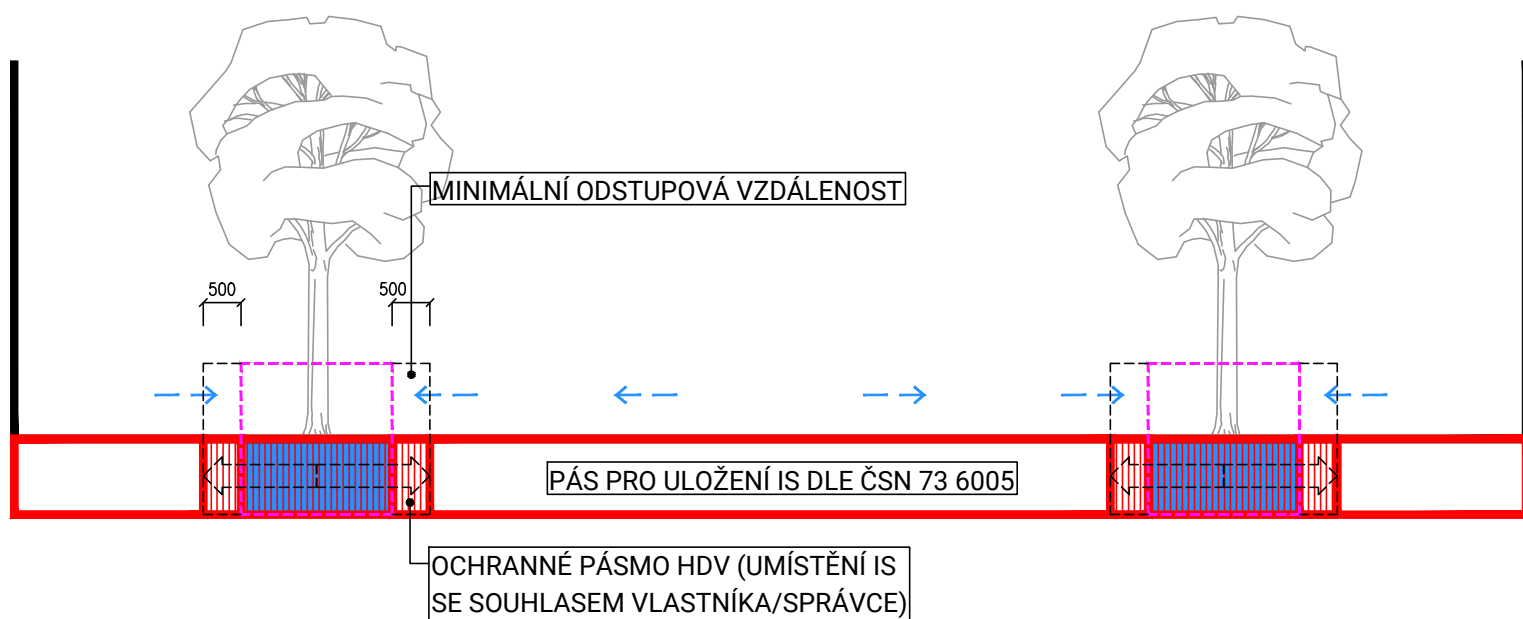 MINIMÁLNÍ ODSTUPOVÁ VZDÁLENOST
500
500
PÁS PRO ULOŽENÍ IS DLE ČSN 73 6005
OCHRANNÉ PÁSMO HDV (UMÍSTĚNÍ IS
SE SOUHLASEM VLASTNÍKA/SPRÁVCE)